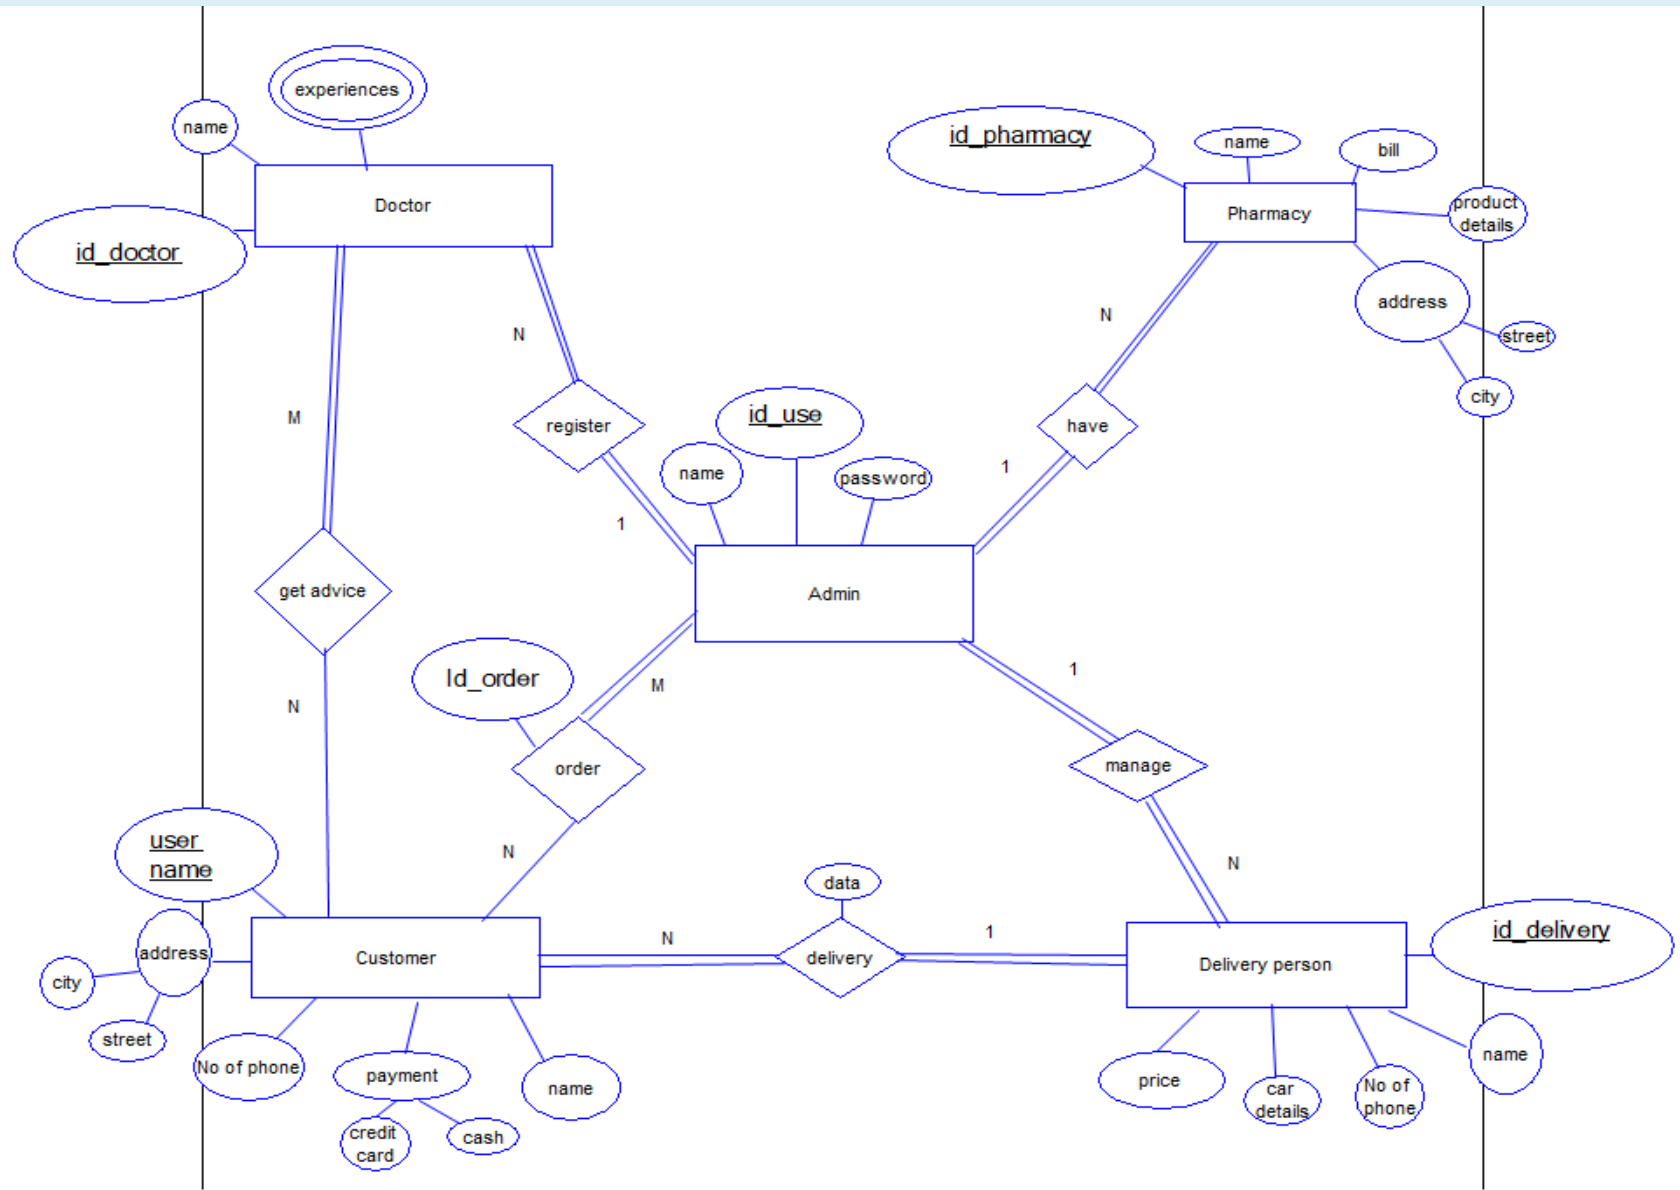 experiences
name
Doctor
id_doctor
id_pharmacy
name
bill
product
details
Pharmacy
address
street
city
N
N
M
register
id_use
have
name
password
1
1
get advice
Admin
Id_order
M
1
N
order
manage
user
name
N
N
data
address
city
street
Customer
N
delivery
1
Delivery person
id_delivery
No of phone
payment
name
credit
card
cash
price
car
details
No of
phone
name